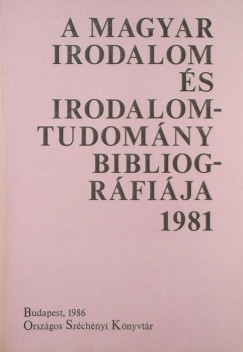 A MAGYAR
IRODALOM
ÉS
IRODALOM-
TUDOMÁNY
BIBLIOG-
RÁFIÁJA
1981
Budapest, 1986
Országos Széchényi Könyvtár